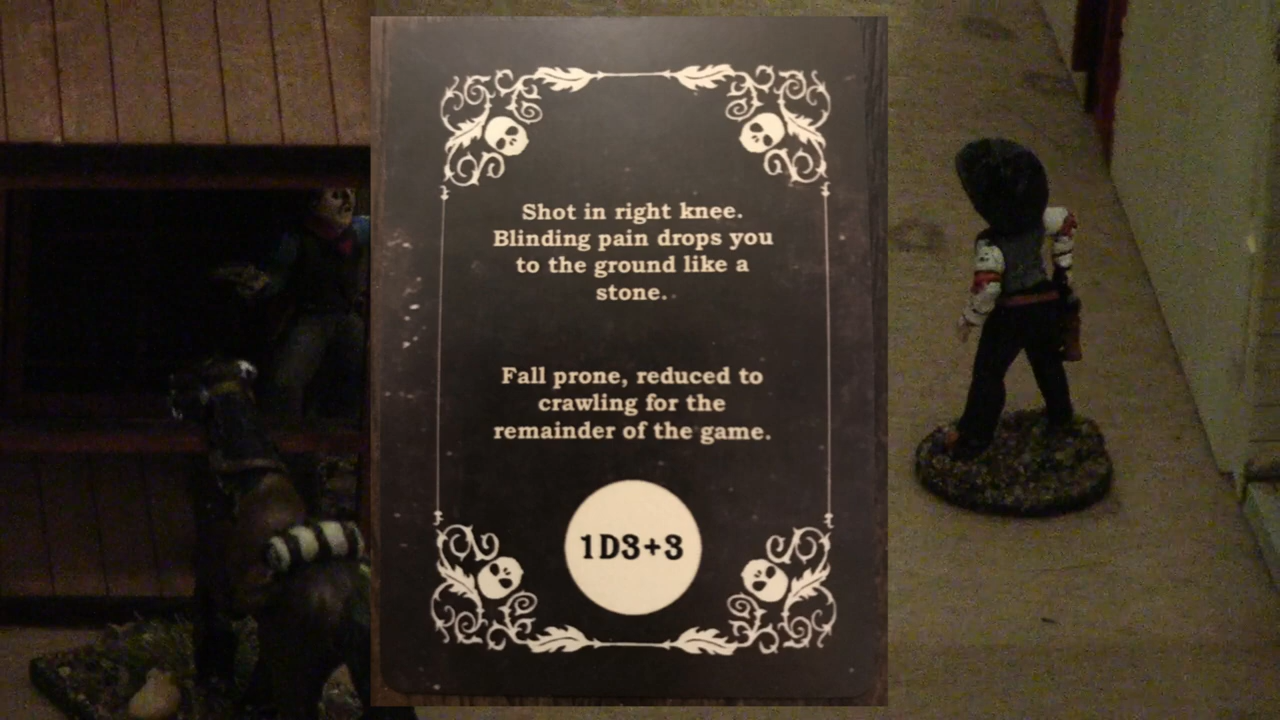 Shot in right knee.
Blinding pain drops you
to the ground like a
stone.
Fall prone, reduced to
crawling for the
remainder of the game.
1D3+3